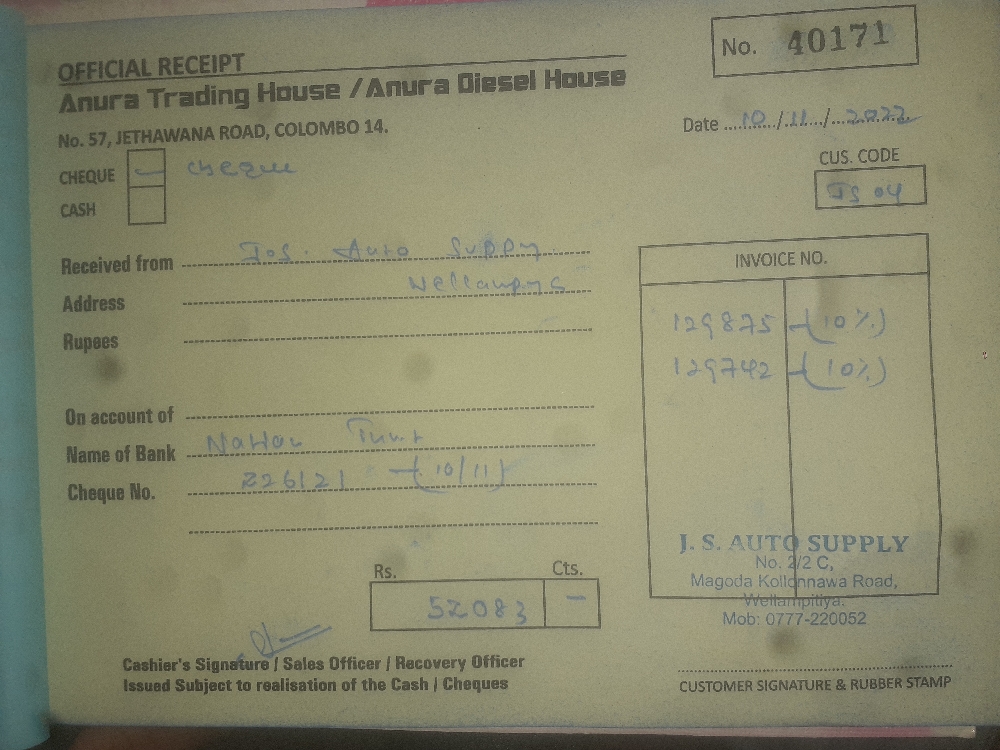 OFFICIAL RECEIPT
No. 40171
Anura Trading House / Anura Diesel House
No. 57, JETHAWANA ROAD, COLOMBO 14.
Date 10/11/2022
CHEQUE cheque
CASH
CUS. CODE
JS 04
Received from J.S. Auto Supply
Address
Rupees
INVOICE NO.
129875 - (10%)
129742 - (10%)
On account of
Name of Bank Nation
Cheque No. 226121 - (10/11)
Rs. Cts.
52083 -
J. S. AUTO SUPPLY
No. 2/2 C,
Magoda Kollonnawa Road,
Wellampitiya.
Mob: 0777-220052
Cashier's Signature / Sales Officer / Recovery Officer
Issued Subject to realisation of the Cash / Cheques
CUSTOMER SIGNATURE & RUBBER STAMP